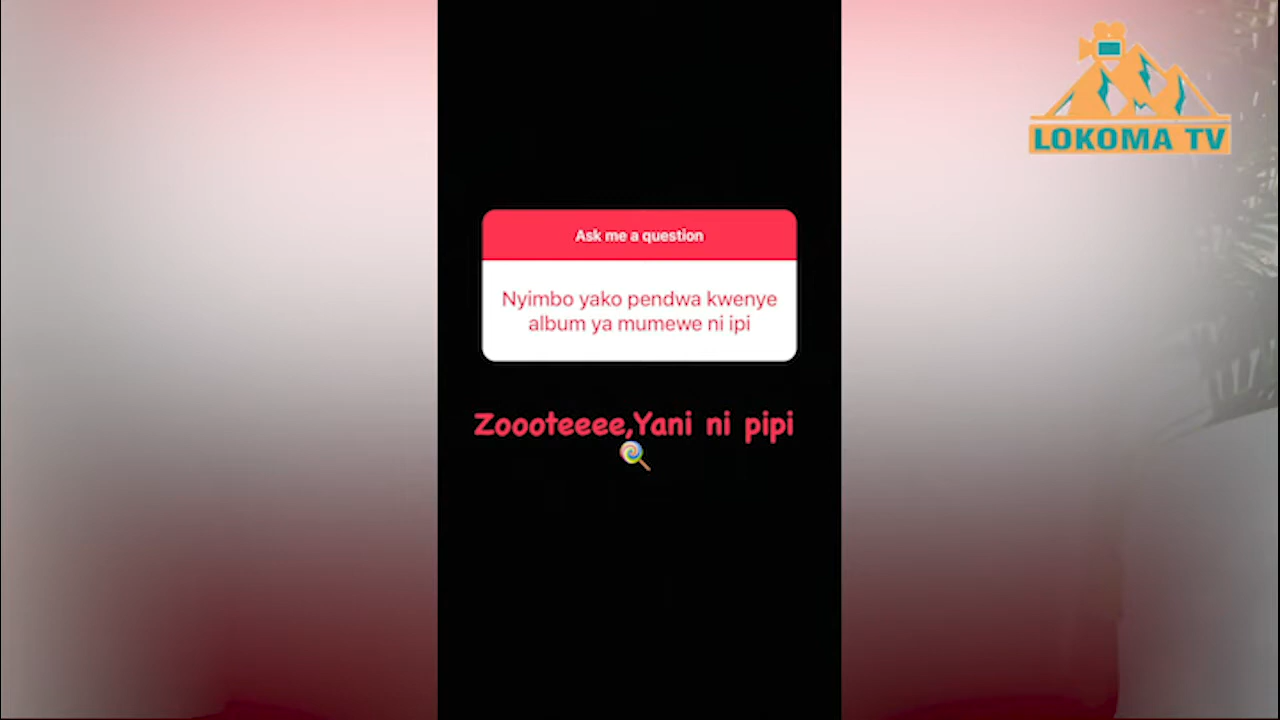 LOKOMA TV
Ask me a question
Nyimbo yako pendwa kwenye
album ya mumewe ni ipi
Zoooteeee,Yani ni pipi
🍭